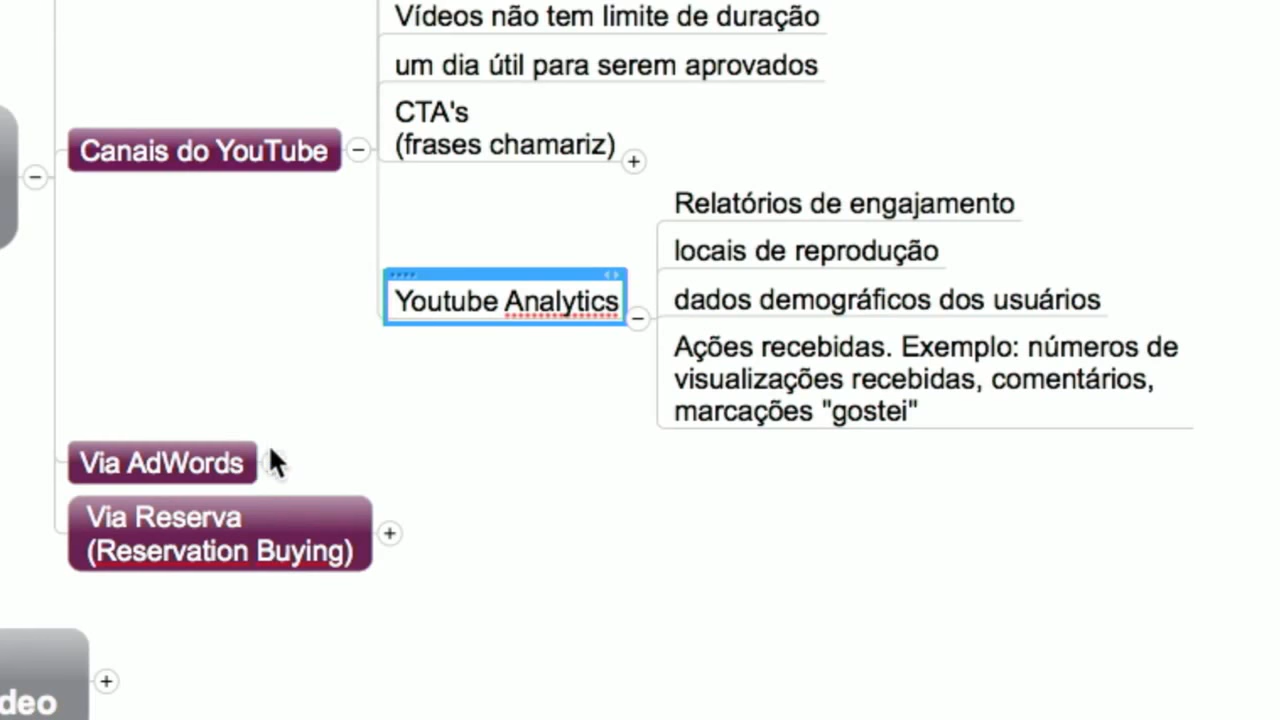 Vídeos não tem limite de duração
um dia útil para serem aprovados
CTA's
(frases chamariz)
Canais do YouTube
Relatórios de engajamento
locais de reprodução
Youtube Analytics
dados demográficos dos usuários
Ações recebidas. Exemplo: números de
visualizações recebidas, comentários,
marcações "gostei"
Via AdWords
Via Reserva
(Reservation Buying)
deo